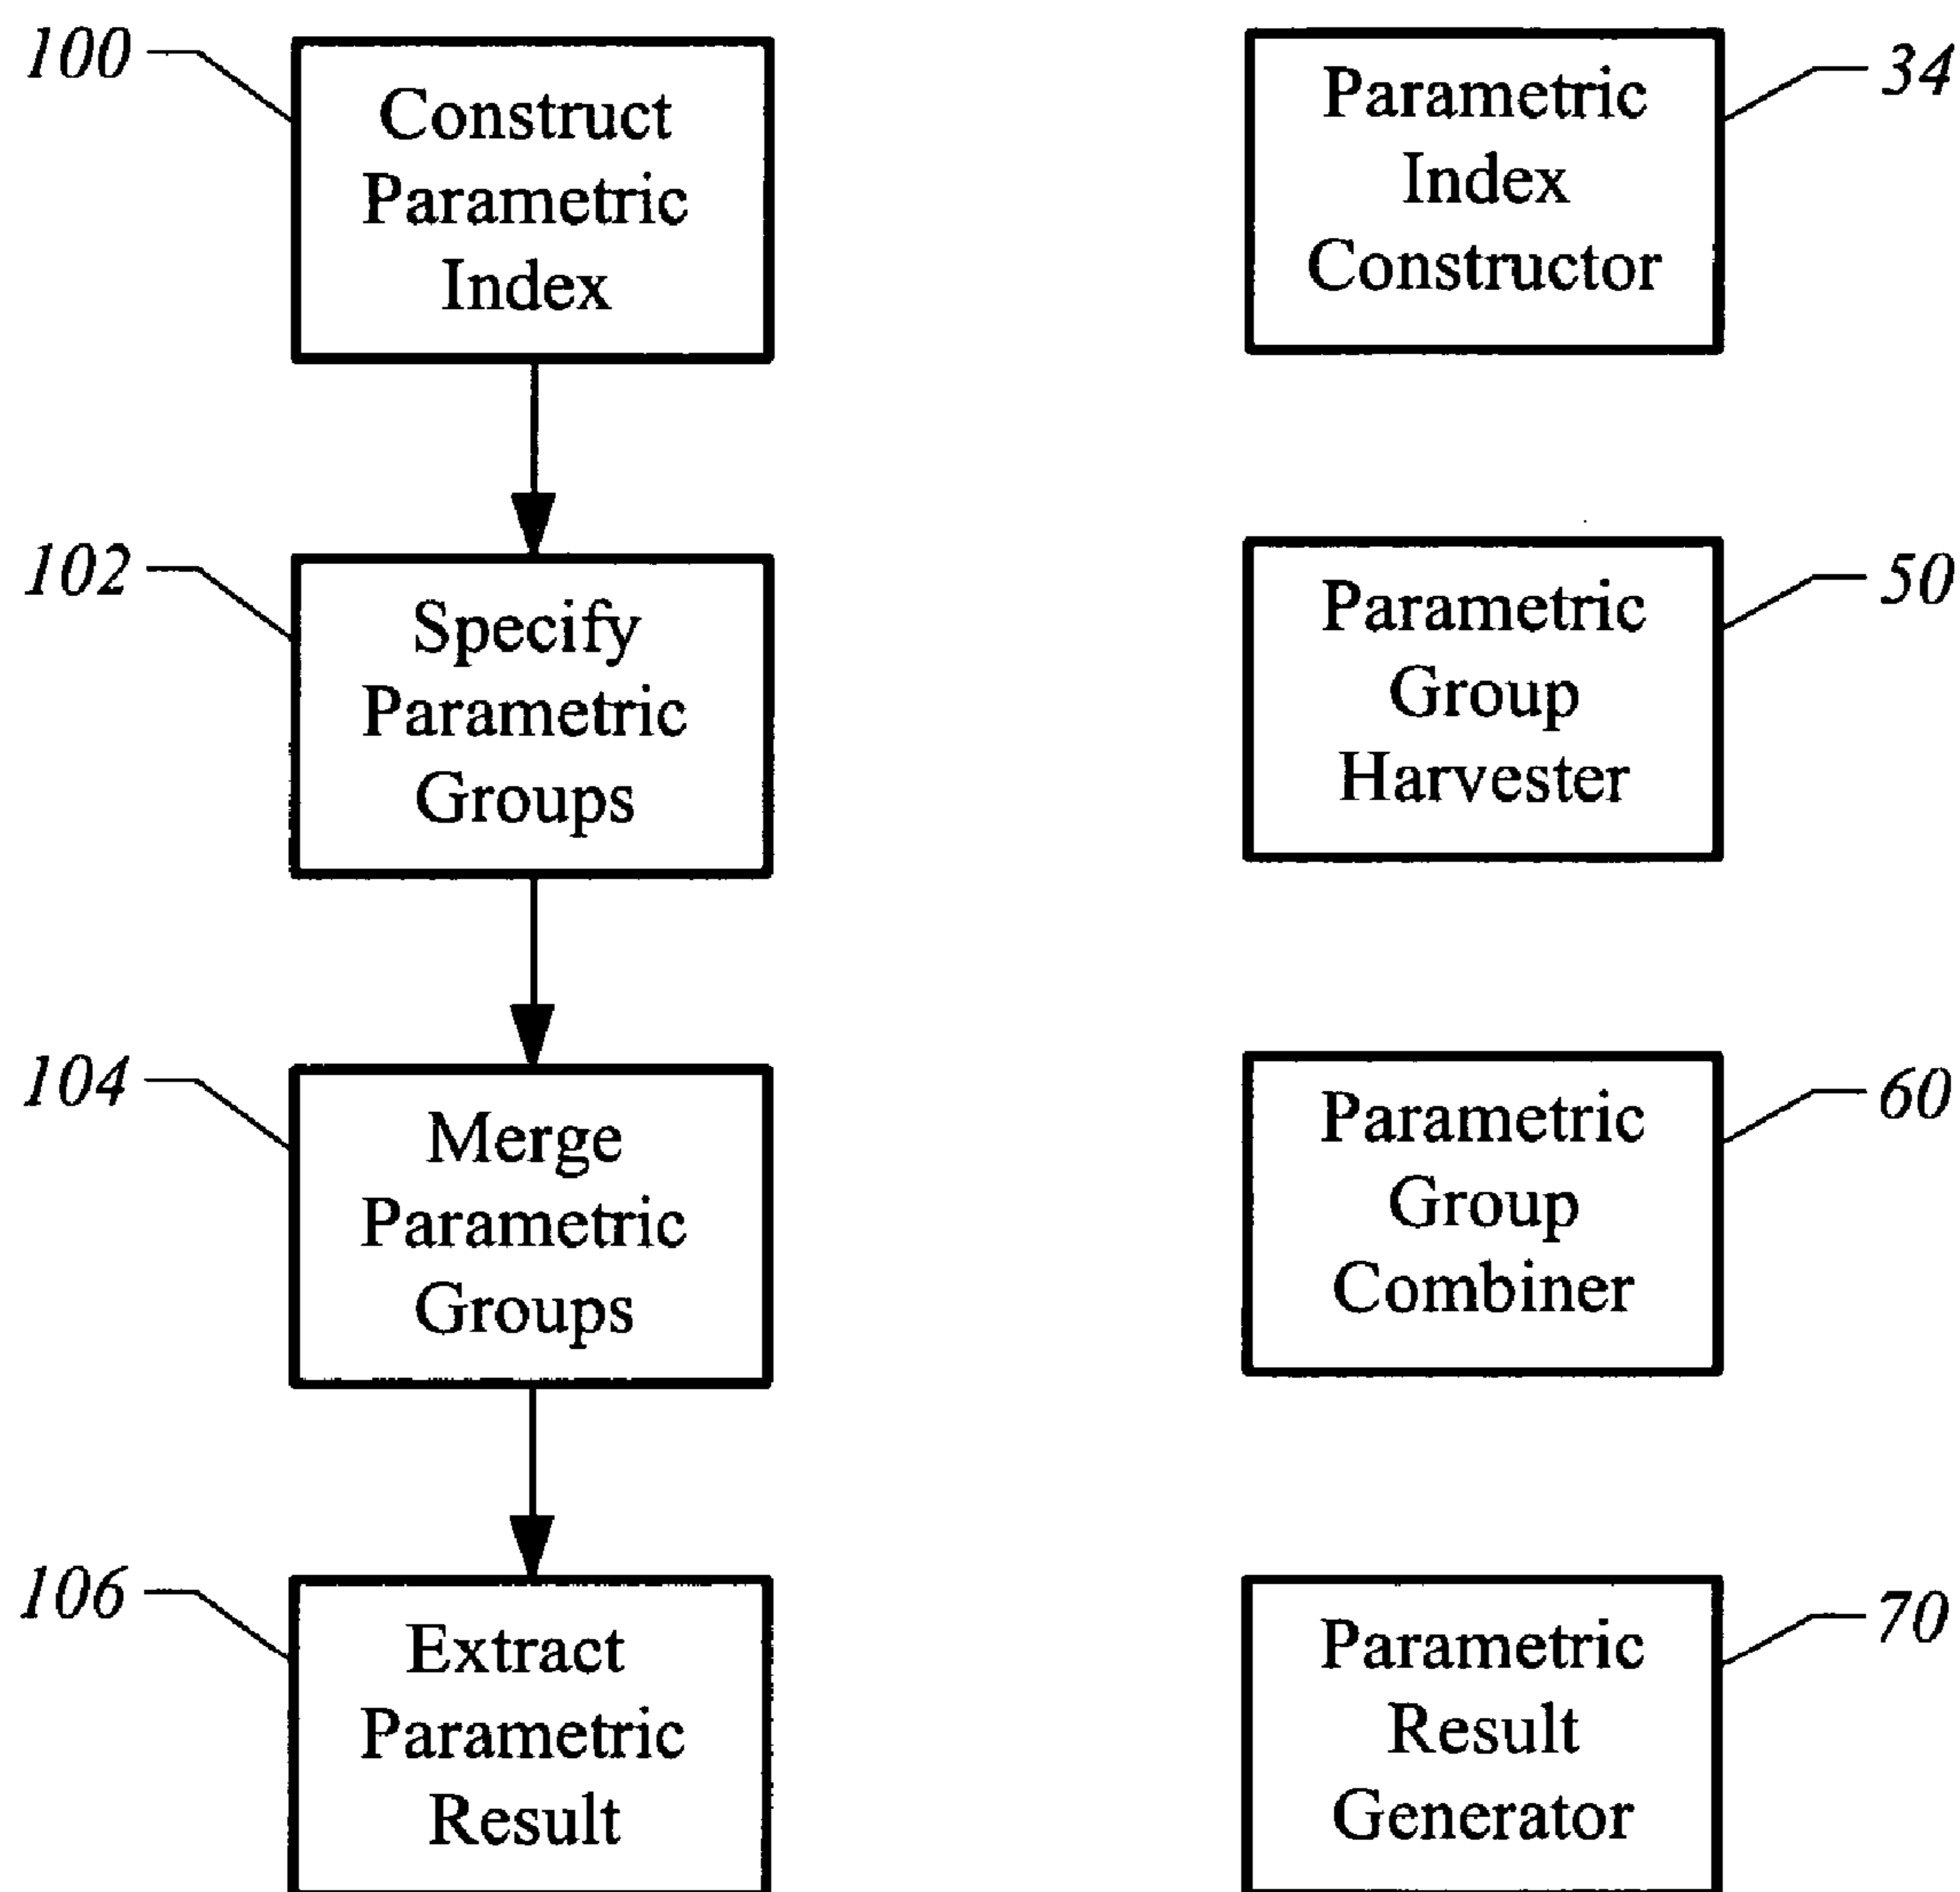 100
Construct
Parametric
Index
34
Parametric
Index
Constructor
102
Specify
Parametric
Groups
50
Parametric
Group
Harvester
104
Merge
Parametric
Groups
60
Parametric
Group
Combiner
106
Extract
Parametric
Result
70
Parametric
Result
Generator